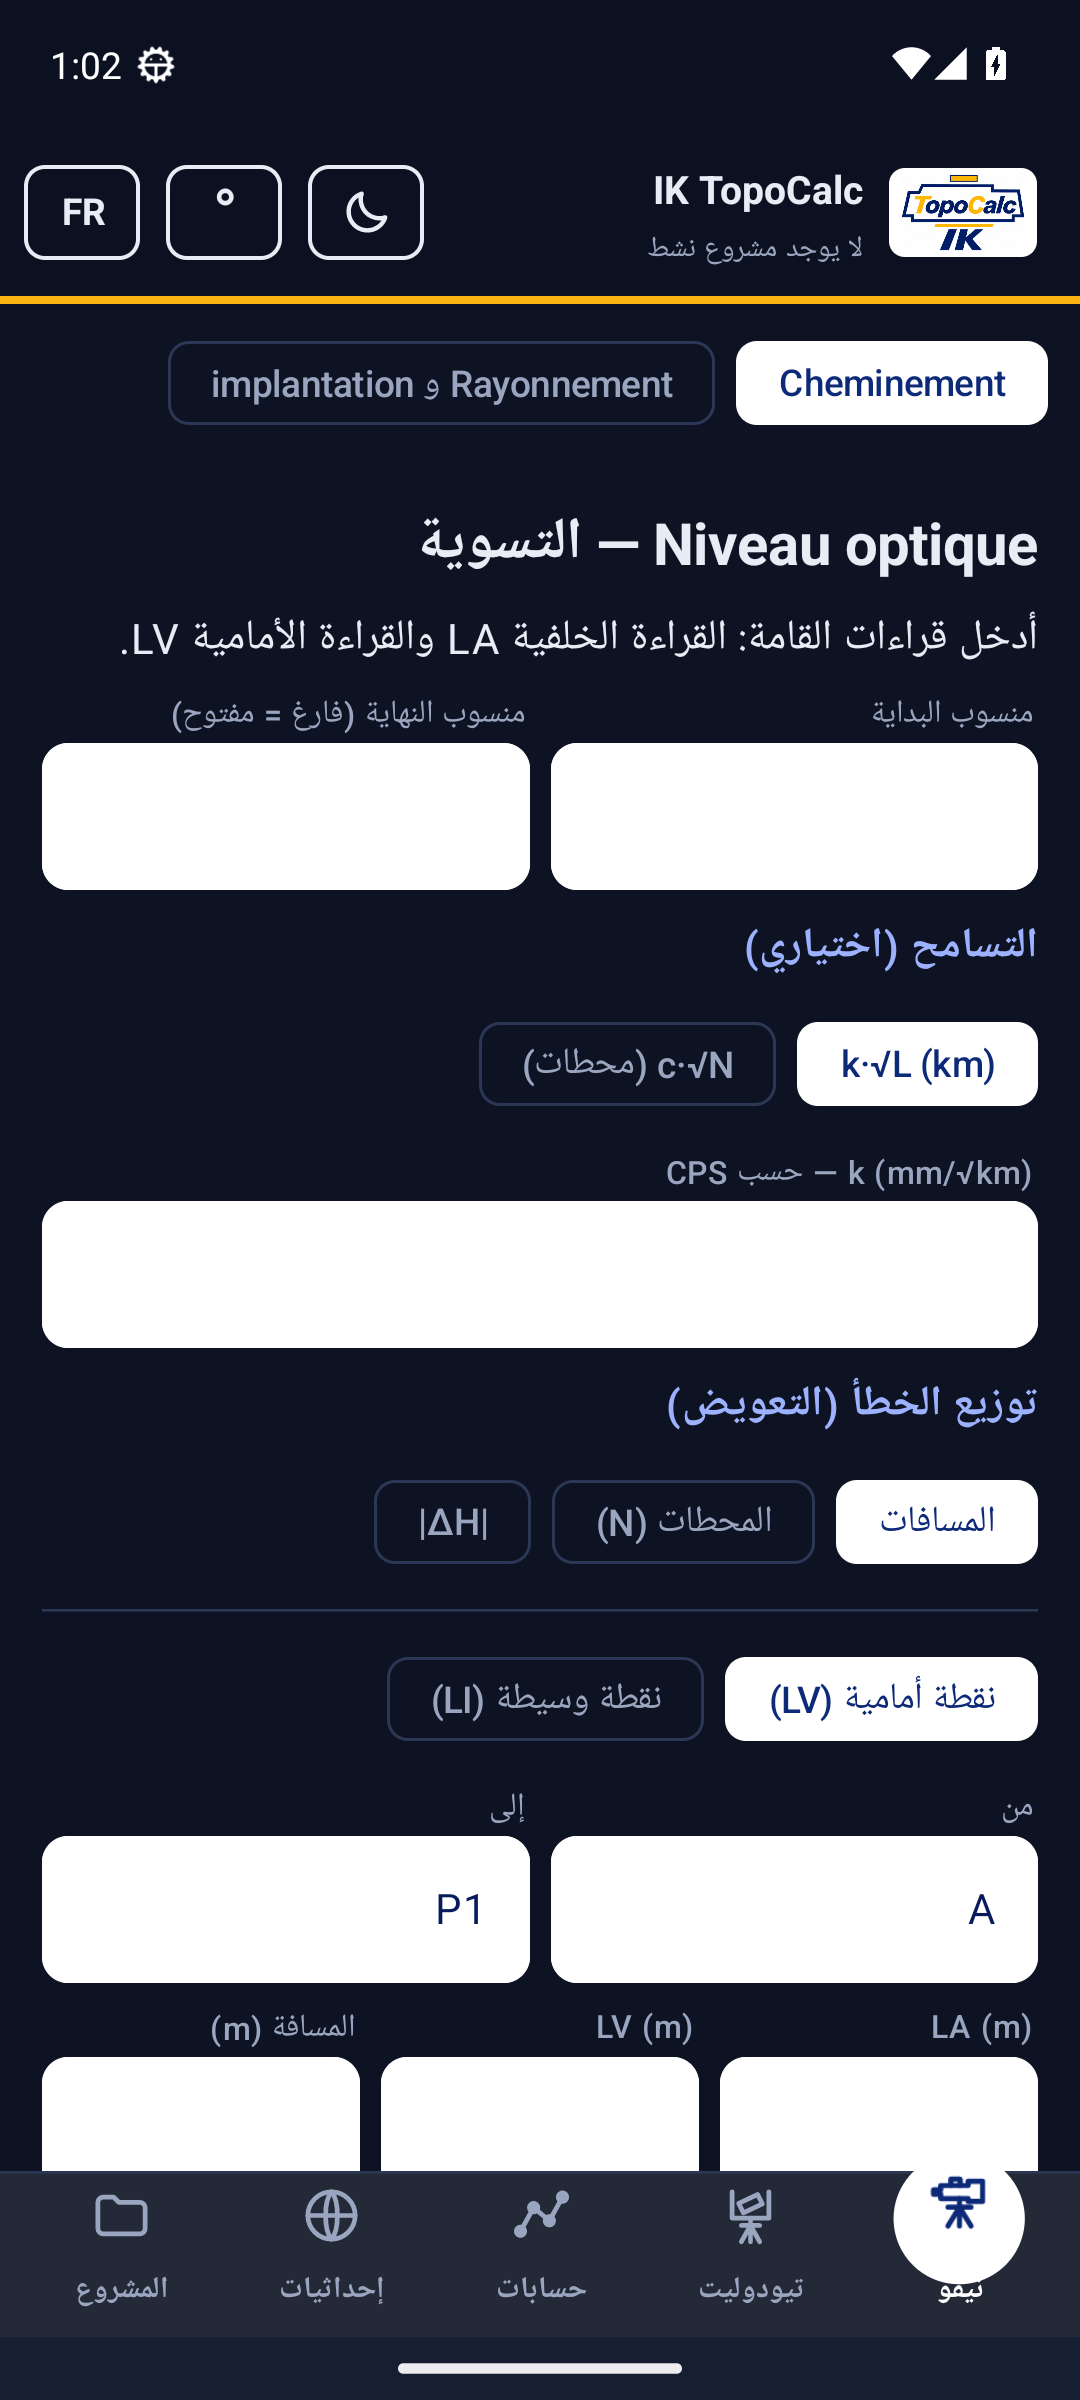 1:02
IK TopoCalc
لا يوجد مشروع نشط
TopoCalc
IK
°
FR
Cheminement
Rayonnement و implantation
Niveau optique — التسوية
أدخل قراءات القامة: القراءة الخلفية LA والقراءة الأمامية LV.
منسوب البداية
منسوب النهاية (فارغ = مفتوح)
التسامح (اختياري)
k·√L (km)
c·√N (محطات)
k (mm/√km) — حسب CPS
توزيع الخطأ (التعويض)
المسافات
المحطات (N)
|ΔH|
نقطة أمامية (LV)
نقطة وسيطة (LI)
من
إلى
A
P1
LA (m)
LV (m)
المسافة (m)
نيفو
تيودوليت
حسابات
إحداثيات
المشروع